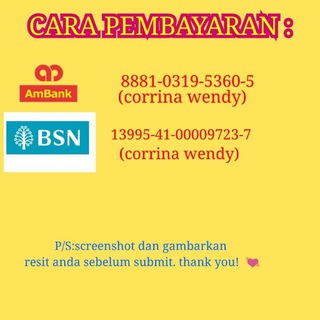 CARA PEMBAYARAN :
8881-0319-5360-5
AmBank
(corrina wendy)
BSN
13995-41-00009723-7
(corrina wendy)
P/S:screenshot dan gambarkan
resit anda sebelum submit. thank you!